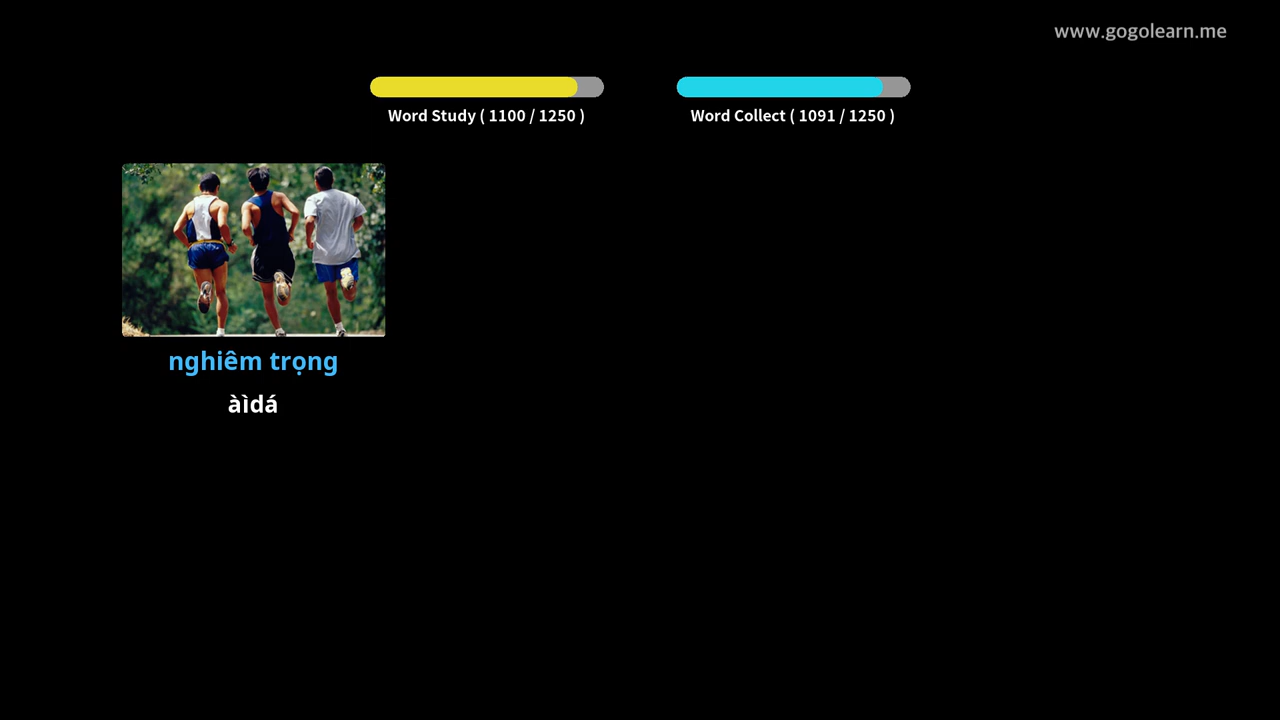 www.gogolearn.me
Word Study ( 1100 / 1250 )
Word Collect ( 1091 / 1250 )
nghiêm trọng
àìdá